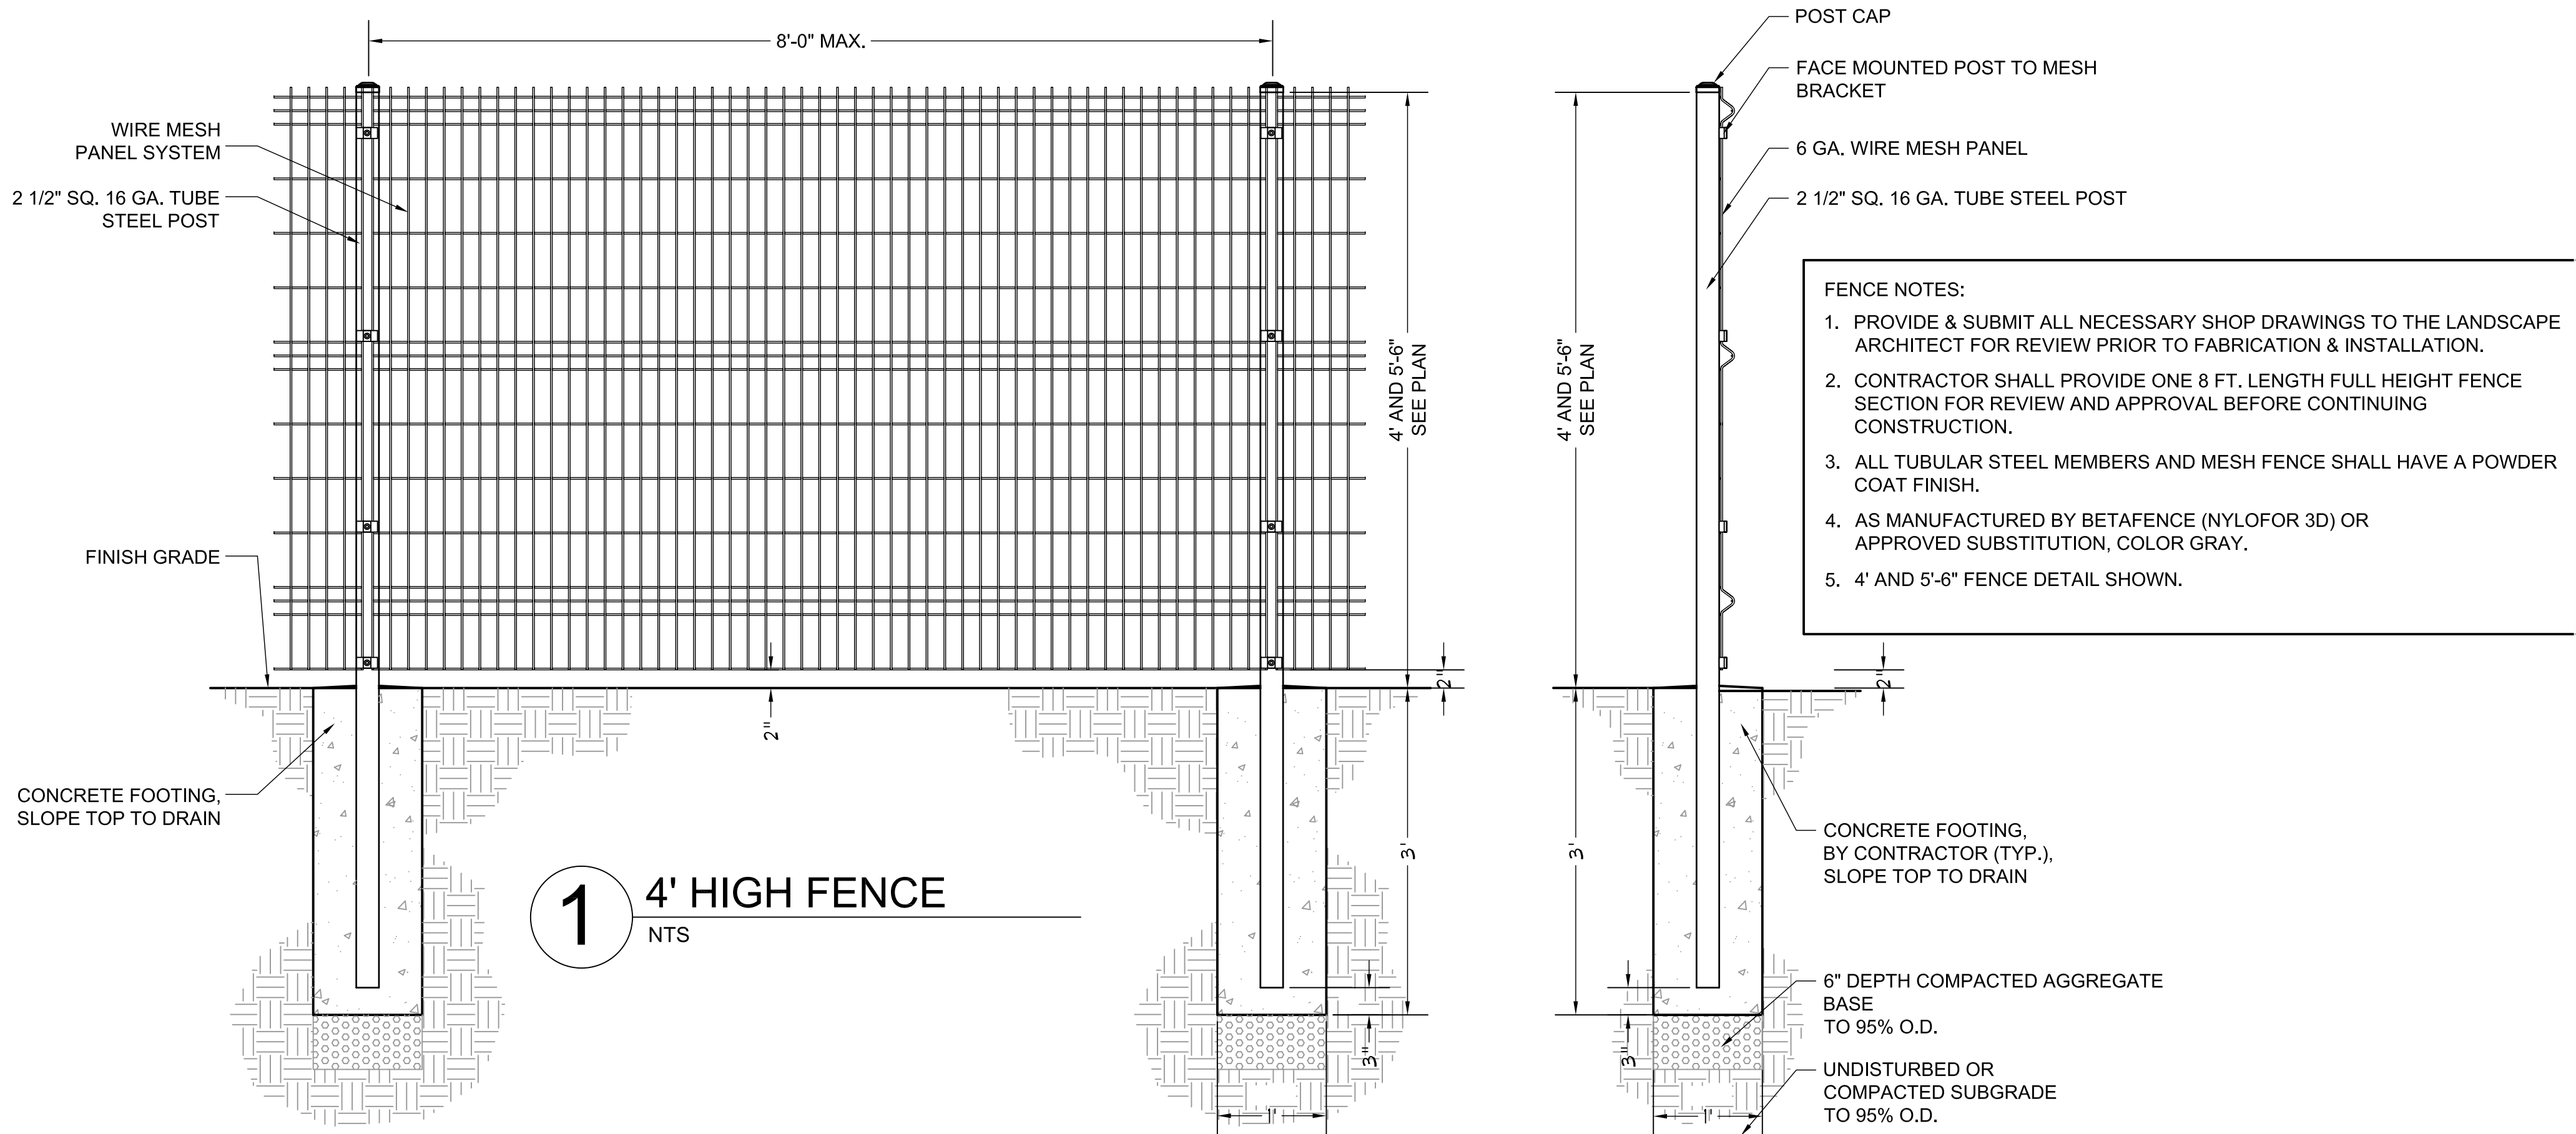 8'-0" MAX.
WIRE MESH
PANEL SYSTEM
2 1/2" SQ. 16 GA. TUBE
STEEL POST
FINISH GRADE
CONCRETE FOOTING,
SLOPE TOP TO DRAIN
4' AND 5'-6"
SEE PLAN
2"
2"
3'
3"
1'
1
4' HIGH FENCE
NTS
POST CAP
FACE MOUNTED POST TO MESH
BRACKET
6 GA. WIRE MESH PANEL
2 1/2" SQ. 16 GA. TUBE STEEL POST
4' AND 5'-6"
SEE PLAN
2"
3'
3"
1'
CONCRETE FOOTING,
BY CONTRACTOR (TYP.),
SLOPE TOP TO DRAIN
6" DEPTH COMPACTED AGGREGATE
BASE
TO 95% O.D.
UNDISTURBED OR
COMPACTED SUBGRADE
TO 95% O.D.
FENCE NOTES:
1. PROVIDE & SUBMIT ALL NECESSARY SHOP DRAWINGS TO THE LANDSCAPE
ARCHITECT FOR REVIEW PRIOR TO FABRICATION & INSTALLATION.
2. CONTRACTOR SHALL PROVIDE ONE 8 FT. LENGTH FULL HEIGHT FENCE
SECTION FOR REVIEW AND APPROVAL BEFORE CONTINUING
CONSTRUCTION.
3. ALL TUBULAR STEEL MEMBERS AND MESH FENCE SHALL HAVE A POWDER
COAT FINISH.
4. AS MANUFACTURED BY BETAFENCE (NYLOFOR 3D) OR
APPROVED SUBSTITUTION, COLOR GRAY.
5. 4' AND 5'-6" FENCE DETAIL SHOWN.